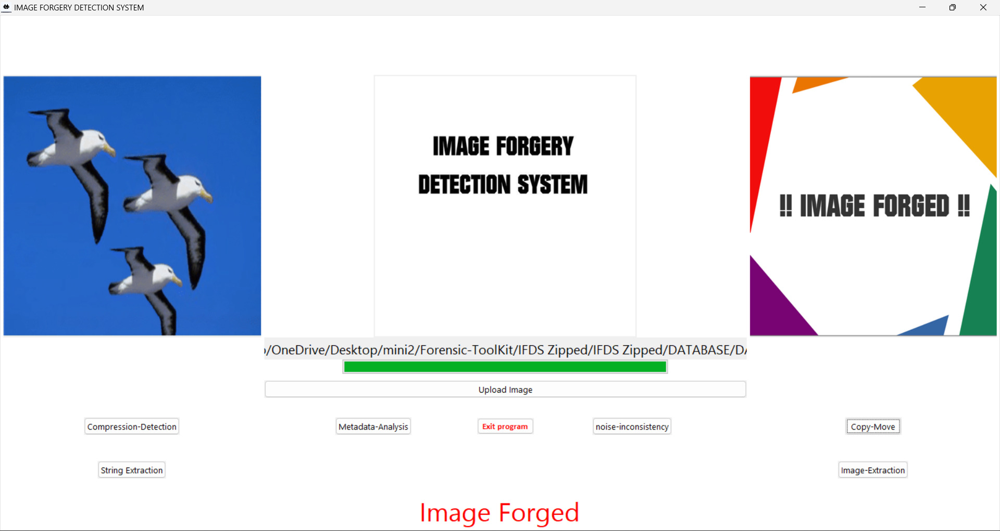 IMAGE FORGERY DETECTION SYSTEM
IMAGE FORGERY
DETECTION SYSTEM
!! IMAGE FORGED !!
/OneDrive/Desktop/mini2/Forensic-ToolKit/IFDS Zipped/IFDS Zipped/DATABASE/
Upload Image
Compression-Detection
Metadata-Analysis
Exit program
noise-inconsistency
Copy-Move
String Extraction
Image-Extraction
Image Forged